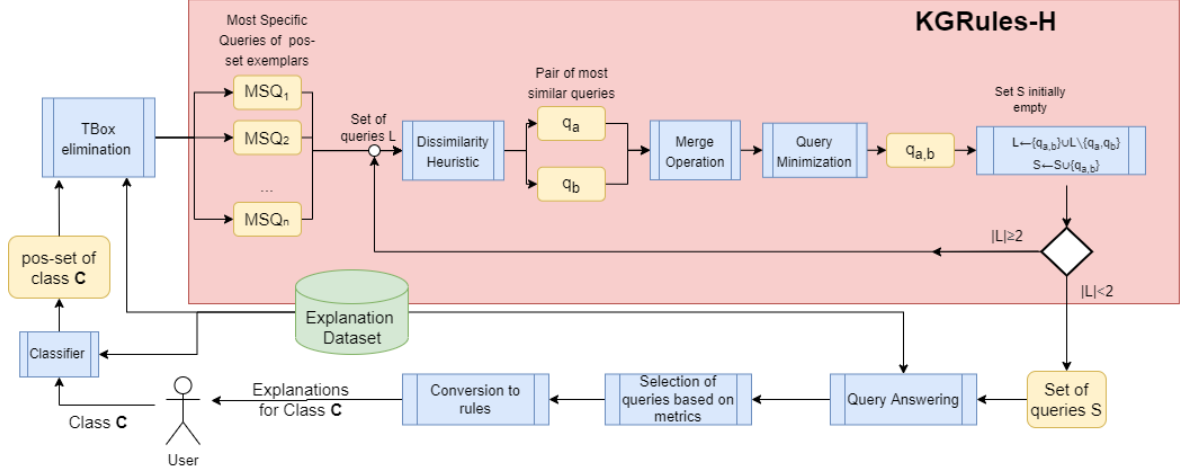 KGRules-H
Most Specific
Queries of pos-
set exemplars
MSQ1
MSQ2
...
MSQn
TBox
elimination
Set of
queries L
Dissimilarity
Heuristic
Pair of most
similar queries
qa
qb
Merge
Operation
Query
Minimization
qa,b
Set S initially
empty
L←{qa,b}∪L\{qa,qb}
S←S∪{qa,b}
|L|≥2
|L|<2
pos-set of
class C
Classifier
Class C
Explanation
Dataset
User
Explanations
for Class C
Conversion to
rules
Selection of
queries based on
metrics
Query Answering
Set of
queries S